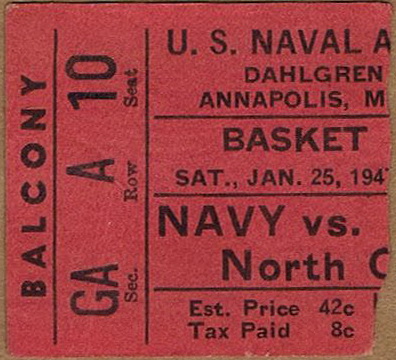 BALCONY
GA A 10
Sec. Row Seat
U. S. NAVAL A
DAHLGREN
ANNAPOLIS, M
BASKET
SAT., JAN. 25, 194
NAVY vs.
North C
Est. Price 42c
Tax Paid 8c